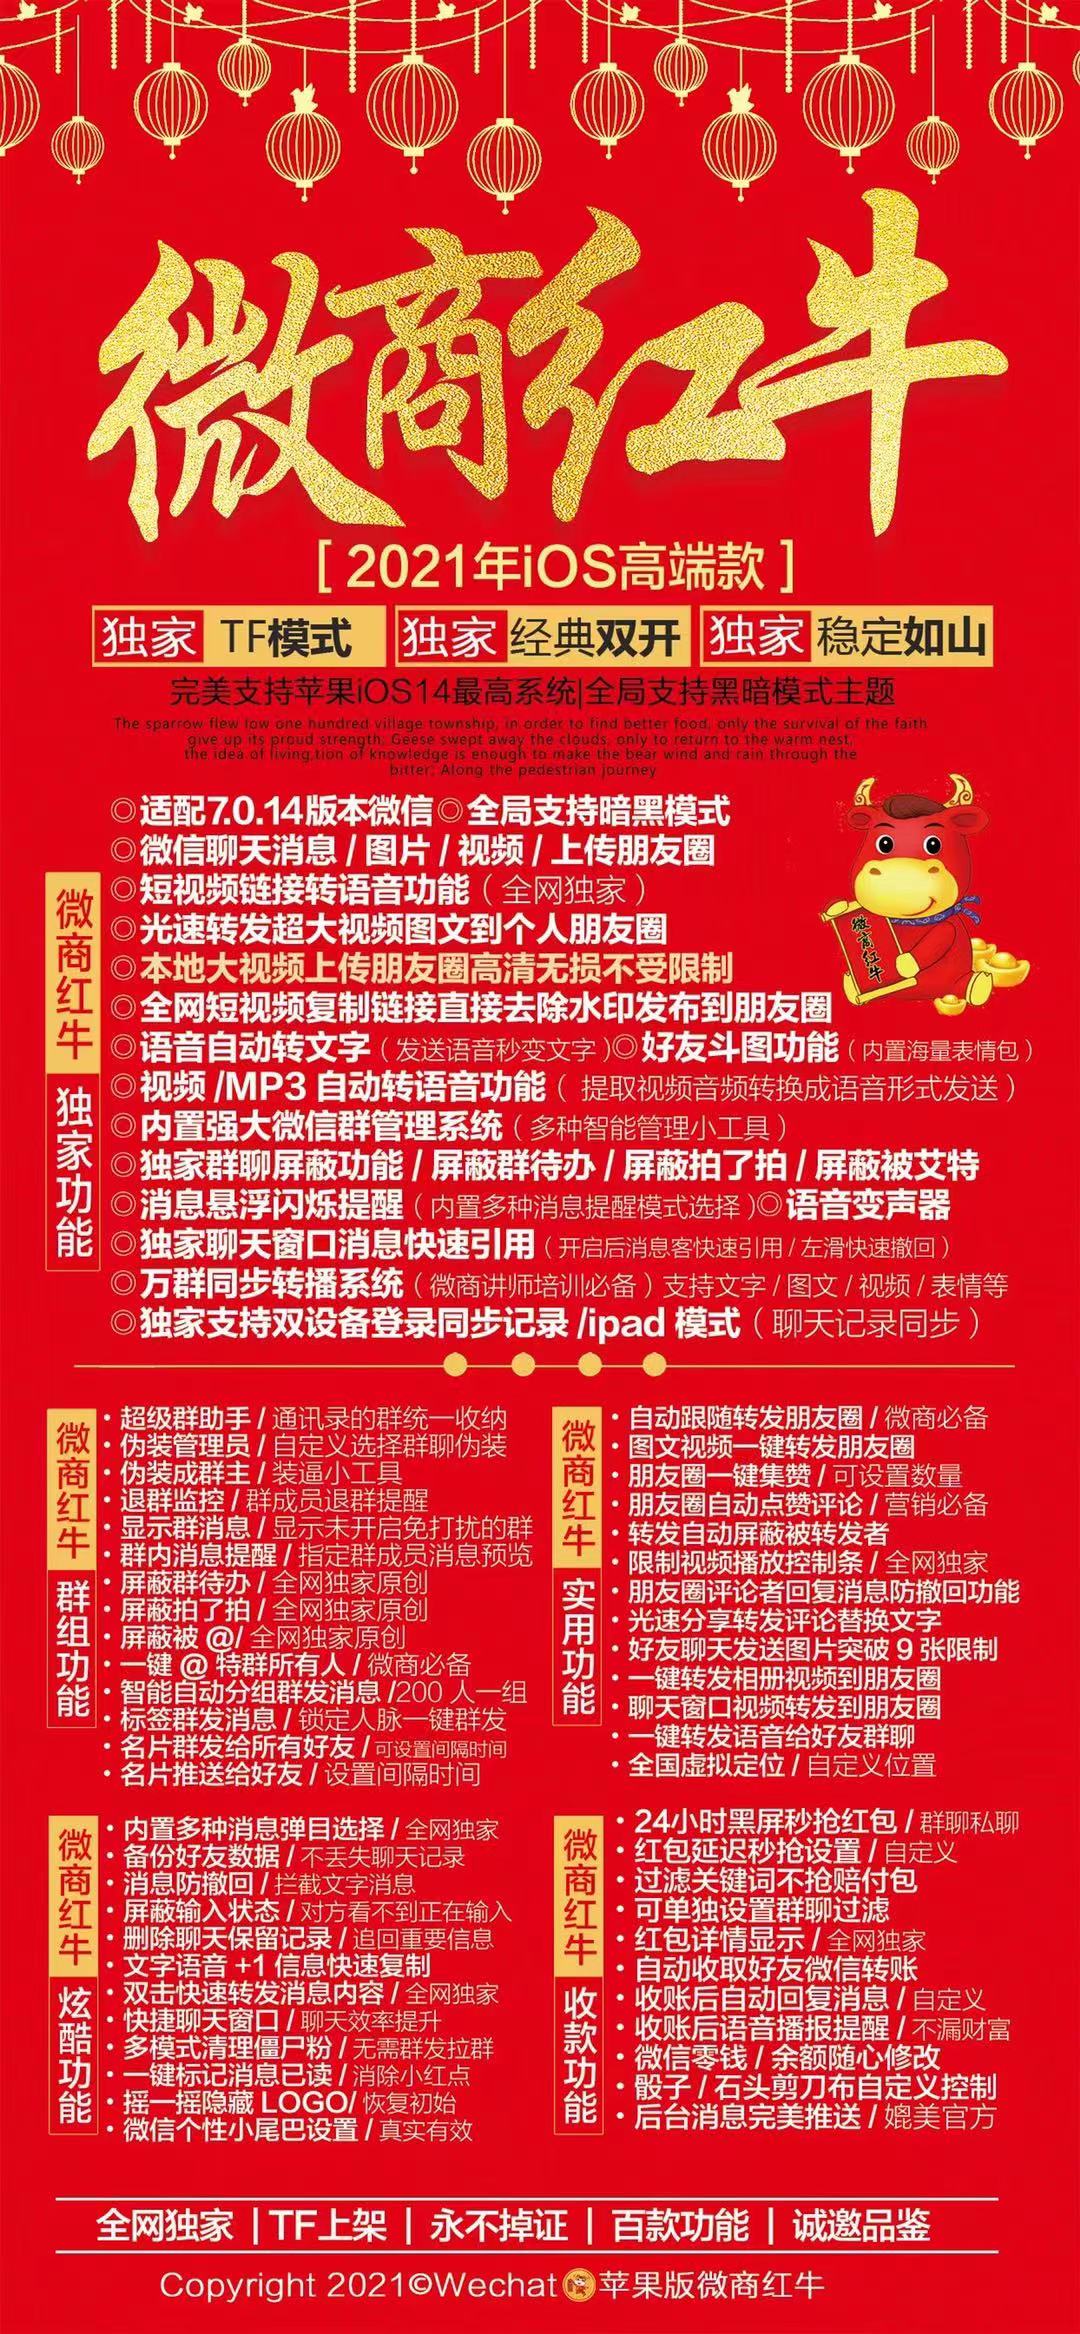 微商红牛
[ 2021年iOS高端款 ]
独家 TF模式 独家 经典双开 独家 稳定如山
完美支持苹果iOS14最高系统|全局支持黑暗模式主题
The sparrow flew low one hundred village township, in order to find better food, only the survival of the faith
give up its proud strength; Geese swept away the clouds, only to return to the warm nest,
the idea of living,tion of knowledge is enough to make the bear wind and rain through the
bitter; Along the pedestrian journey
微商红牛
独家功能
◎适配7.0.14版本微信◎全局支持暗黑模式
◎微信聊天消息 / 图片 / 视频 / 上传朋友圈
◎短视频链接转语音功能（全网独家）
◎光速转发超大视频图文到个人朋友圈
◎本地大视频上传朋友圈高清无损不受限制
◎全网短视频复制链接直接去除水印发布到朋友圈
◎语音自动转文字（发送语音秒变文字）◎好友斗图功能（内置海量表情包）
◎视频 /MP3 自动转语音功能（ 提取视频音频转换成语音形式发送）
◎内置强大微信群管理系统（多种智能管理小工具）
◎独家群聊屏蔽功能 / 屏蔽群待办 / 屏蔽拍了拍 / 屏蔽被艾特
◎消息悬浮闪烁提醒（内置多种消息提醒模式选择）◎语音变声器
◎独家聊天窗口消息快速引用（开启后消息客快速引用 / 左滑快速撤回）
◎万群同步转播系统（微商讲师培训必备）支持文字 / 图文 / 视频 / 表情等
◎独家支持双设备登录同步记录 /ipad 模式（聊天记录同步）
微商红牛
微商红牛
群组功能
· 超级群助手 / 通讯录的群统一收纳
· 伪装管理员 / 自定义选择群聊伪装
· 伪装成群主 / 装逼小工具
· 退群监控 / 群成员退群提醒
· 显示群消息 / 显示未开启免打扰的群
· 群内消息提醒 / 指定群成员消息预览
· 屏蔽群待办 / 全网独家原创
· 屏蔽拍了拍 / 全网独家原创
· 屏蔽被 @/ 全网独家原创
· 一键 @ 特群所有人 / 微商必备
· 智能自动分组群发消息 /200 人一组
· 标签群发消息 / 锁定人脉一键群发
· 名片群发给所有好友 / 可设置间隔时间
· 名片推送给好友 / 设置间隔时间
微商红牛
实用功能
· 自动跟随转发朋友圈 / 微商必备
· 图文视频一键转发朋友圈
· 朋友圈一键集赞 / 可设置数量
· 朋友圈自动点赞评论 / 营销必备
· 转发自动屏蔽被转发者
· 限制视频播放控制条 / 全网独家
· 朋友圈评论者回复消息防撤回功能
· 光速分享转发评论替换文字
· 好友聊天发送图片突破 9 张限制
· 一键转发相册视频到朋友圈
· 聊天窗口视频转发到朋友圈
· 一键转发语音给好友群聊
· 全国虚拟定位 / 自定义位置
微商红牛
炫酷功能
· 内置多种消息弹目选择 / 全网独家
· 备份好友数据 / 不丢失聊天记录
· 消息防撤回 / 拦截文字消息
· 屏蔽输入状态 / 对方看不到正在输入
· 删除聊天保留记录 / 追回重要信息
· 文字语音 +1 信息快速复制
· 双击快速转发消息内容 / 全网独家
· 快捷聊天窗口 / 聊天效率提升
· 多模式清理僵尸粉 / 无需群发拉群
· 一键标记消息已读 / 消除小红点
· 摇一摇隐藏 LOGO/ 恢复初始
· 微信个性小尾巴设置 / 真实有效
微商红牛
收款功能
· 24小时黑屏秒抢红包 / 群聊私聊
· 红包延迟秒抢设置 / 自定义
· 过滤关键词不抢赔付包
· 可单独设置群聊过滤
· 红包详情显示 / 全网独家
· 自动收取好友微信转账
· 收账后自动回复消息 / 自定义
· 收账后语音播报提醒 / 不漏财富
· 微信零钱 / 余额随心修改
· 骰子 / 石头剪刀布自定义控制
· 后台消息完美推送 / 媲美官方
全网独家 | TF上架 | 永不掉证 | 百款功能 | 诚邀品鉴
Copyright 2021©Wechat 苹果版微商红牛